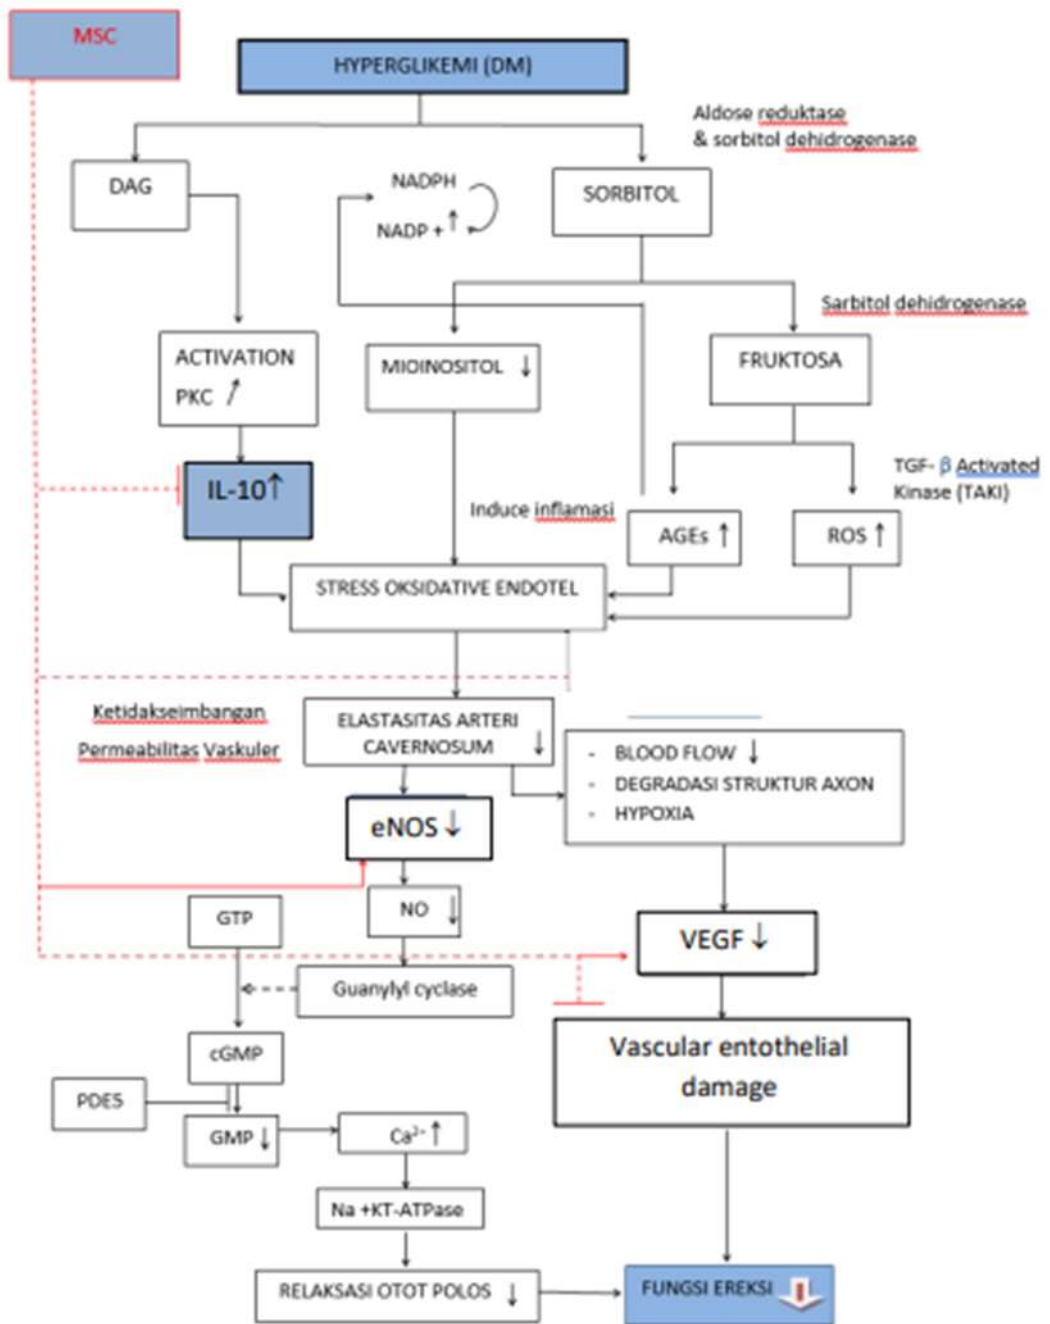 MSC
HYPERGLIKEMI (DM)
Aldose reduktase
& sorbitol dehidrogenase
DAG
NADPH
NADP + ↑
SORBITOL
Sarbitol dehidrogenase
ACTIVATION
PKC ↑
MIOINOSITOL ↓
FRUKTOSA
IL-10↑
TGF- β Activated
Kinase (TAKI)
Induce inflamasi
AGEs ↑
ROS ↑
STRESS OKSIDATIVE ENDOTEL
Ketidakseimbangan
Permeabilitas Vaskuler
ELASTASITAS ARTERI
CAVERNOSUM ↓
- BLOOD FLOW ↓
- DEGRADASI STRUKTUR AXON
- HYPOXIA
eNOS ↓
NO ↓
GTP
VEGF ↓
Guanylyl cyclase
cGMP
Vascular entothelial
damage
PDE5
GMP ↓
Ca²⁺ ↑
Na +KT-ATPase
RELAKSASI OTOT POLOS ↓
FUNGSI EREKSI ↓